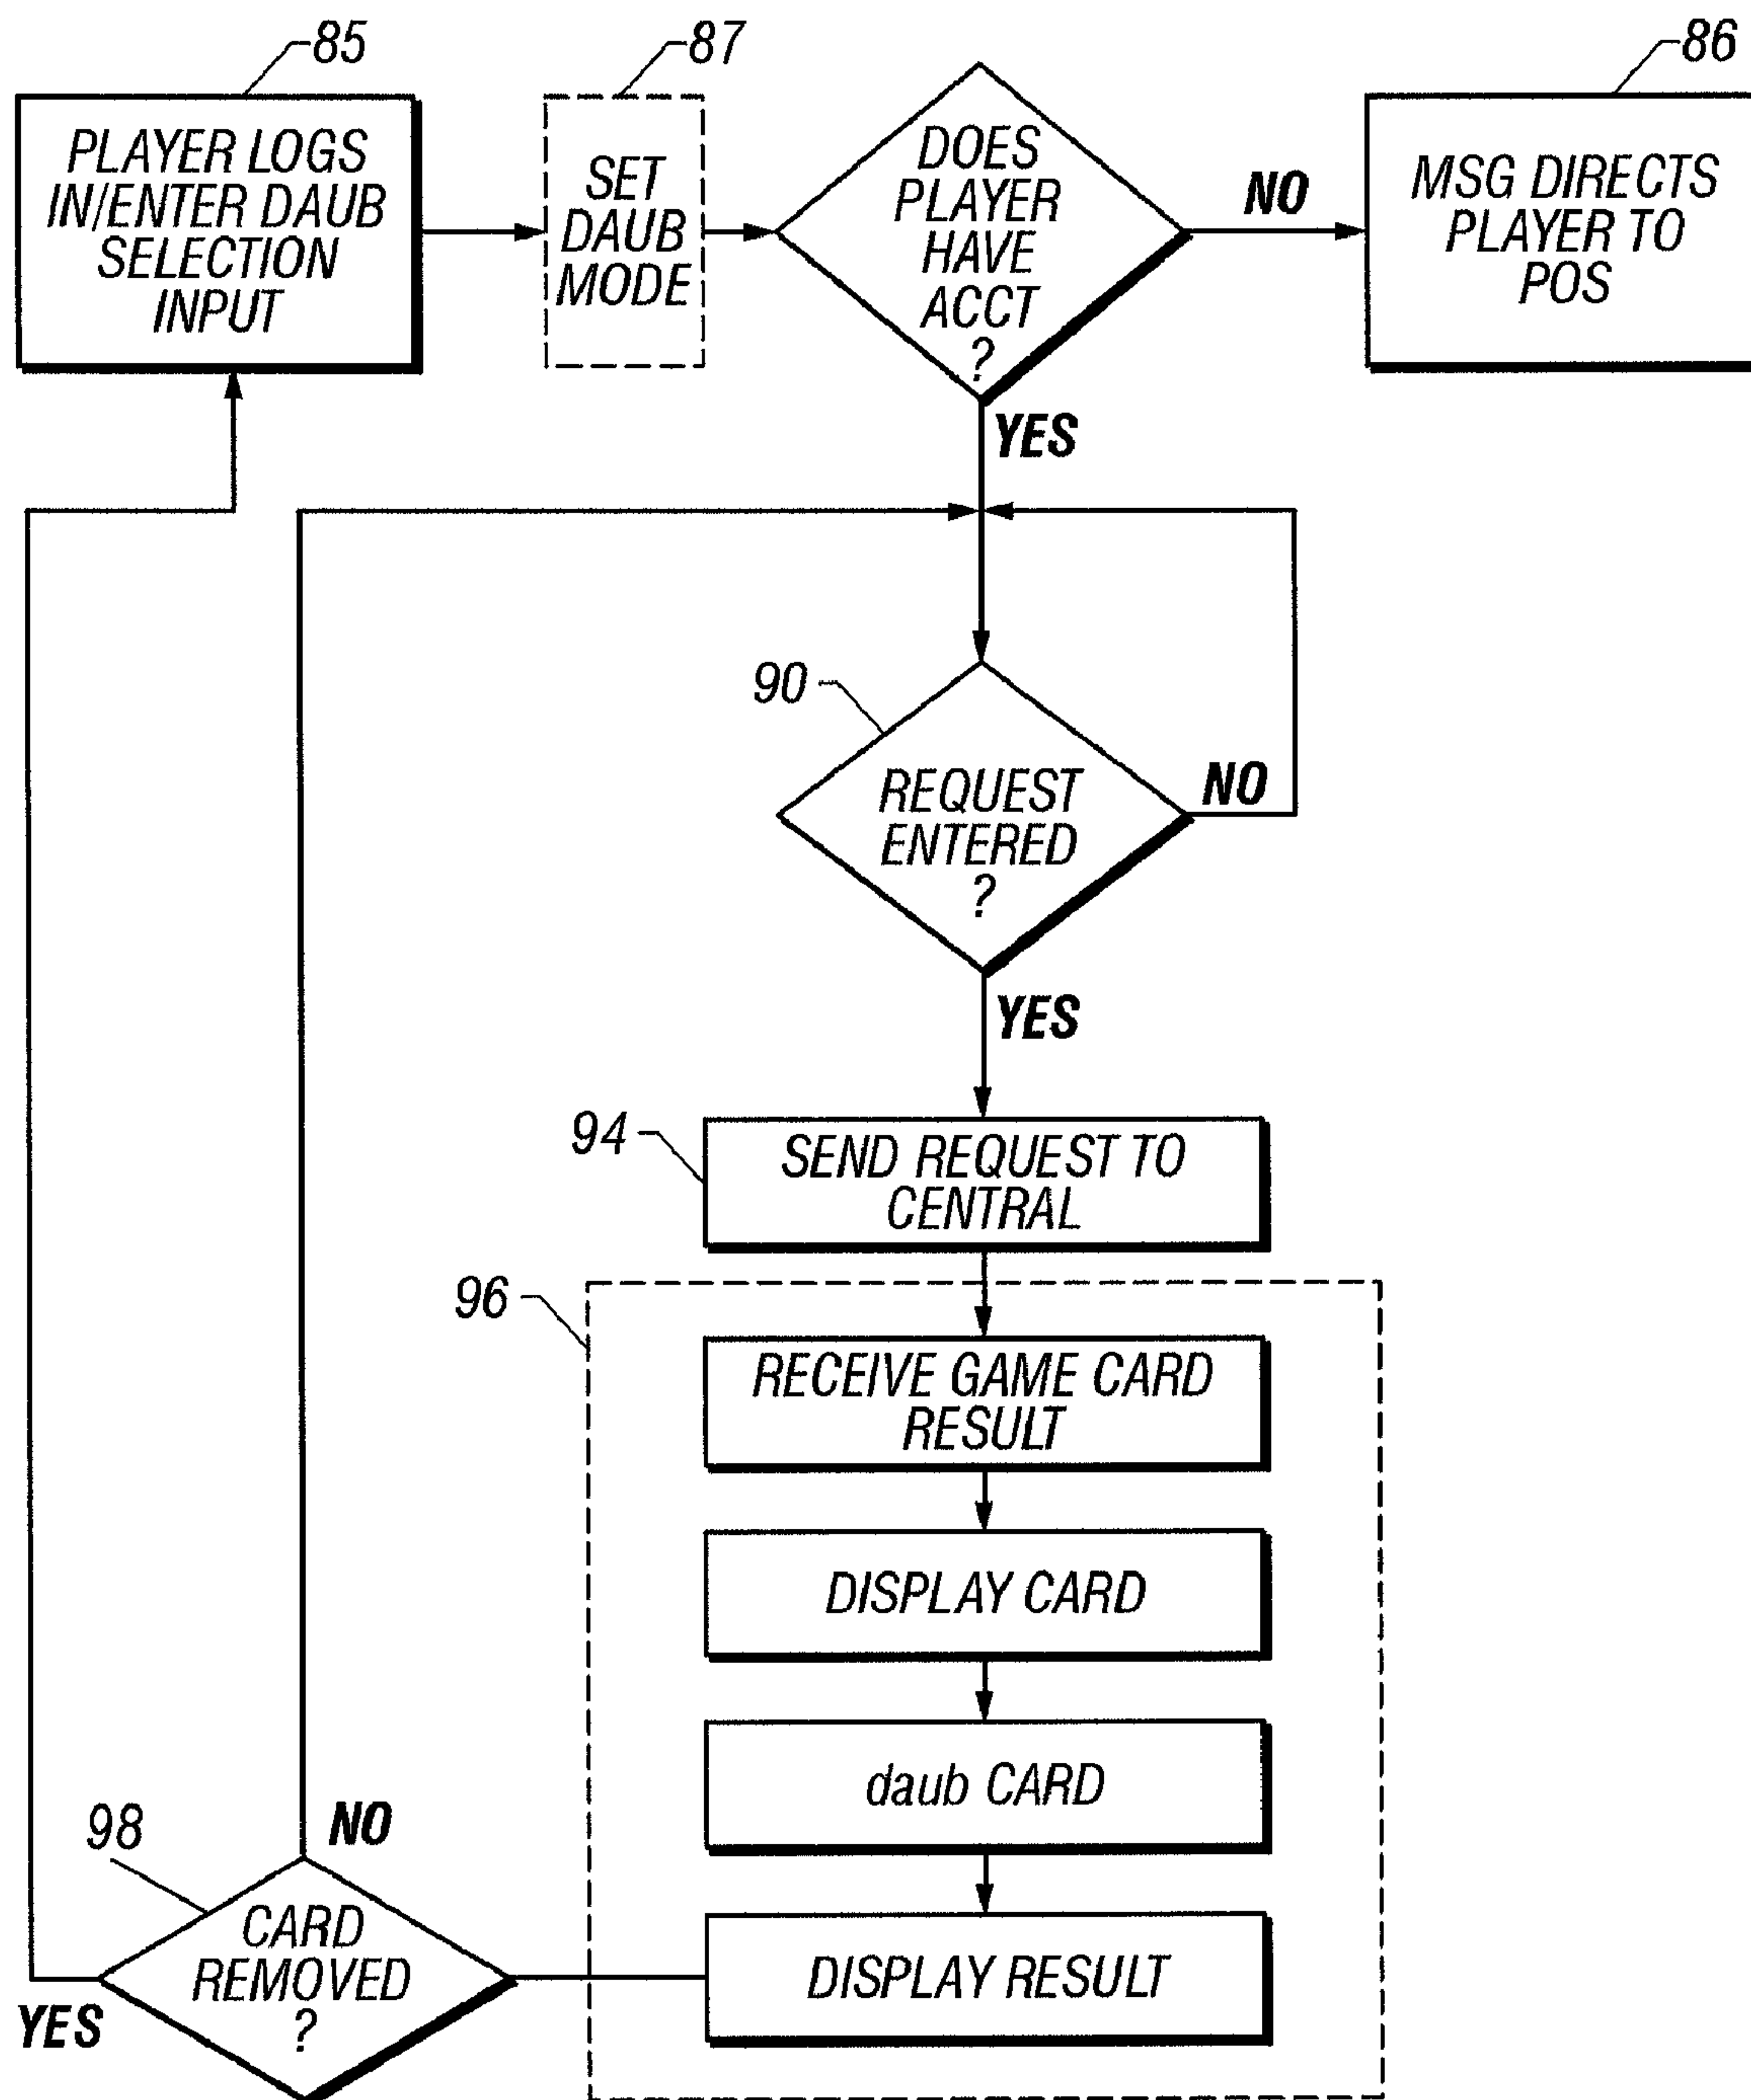 85
PLAYER LOGS
IN/ENTER DAUB
SELECTION
INPUT
87
SET
DAUB
MODE
DOES
PLAYER
HAVE
ACCT
?
NO
86
MSG DIRECTS
PLAYER TO
POS
YES
90
REQUEST
ENTERED
?
NO
YES
94
SEND REQUEST TO
CENTRAL
96
RECEIVE GAME CARD
RESULT
DISPLAY CARD
daub CARD
DISPLAY RESULT
98
NO
CARD
REMOVED
?
YES